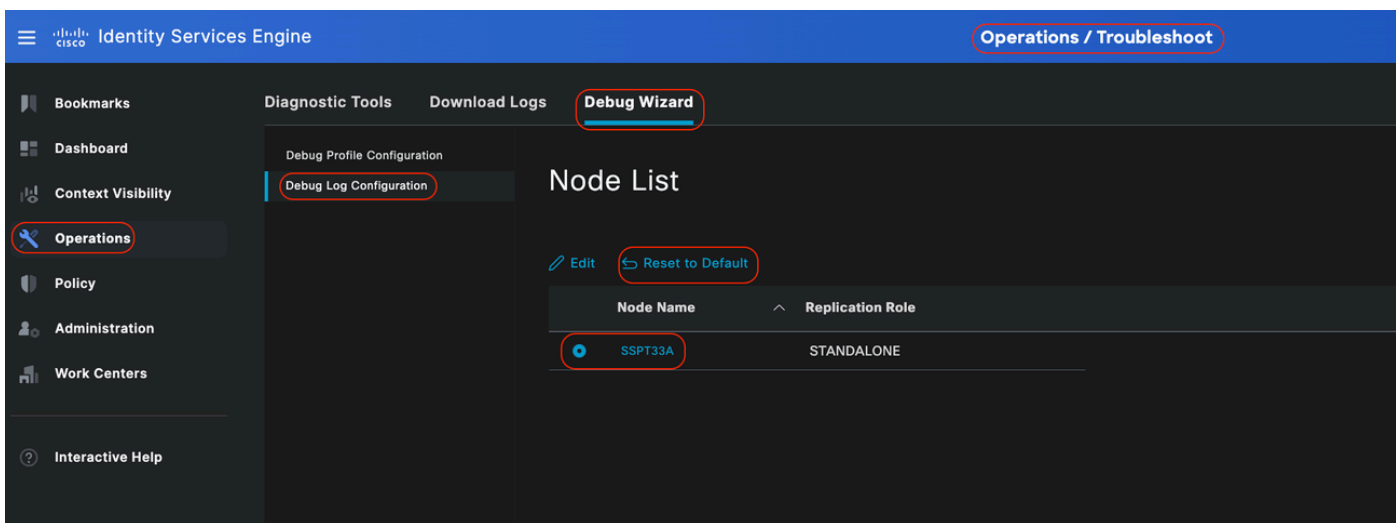 cisco Identity Services Engine
Operations / Troubleshoot
Bookmarks
Dashboard
Context Visibility
Operations
Policy
Administration
Work Centers
Interactive Help
Diagnostic Tools Download Logs Debug Wizard
Debug Profile Configuration
Debug Log Configuration
Node List
Edit Reset to Default
Node Name Replication Role
SSPT33A STANDALONE